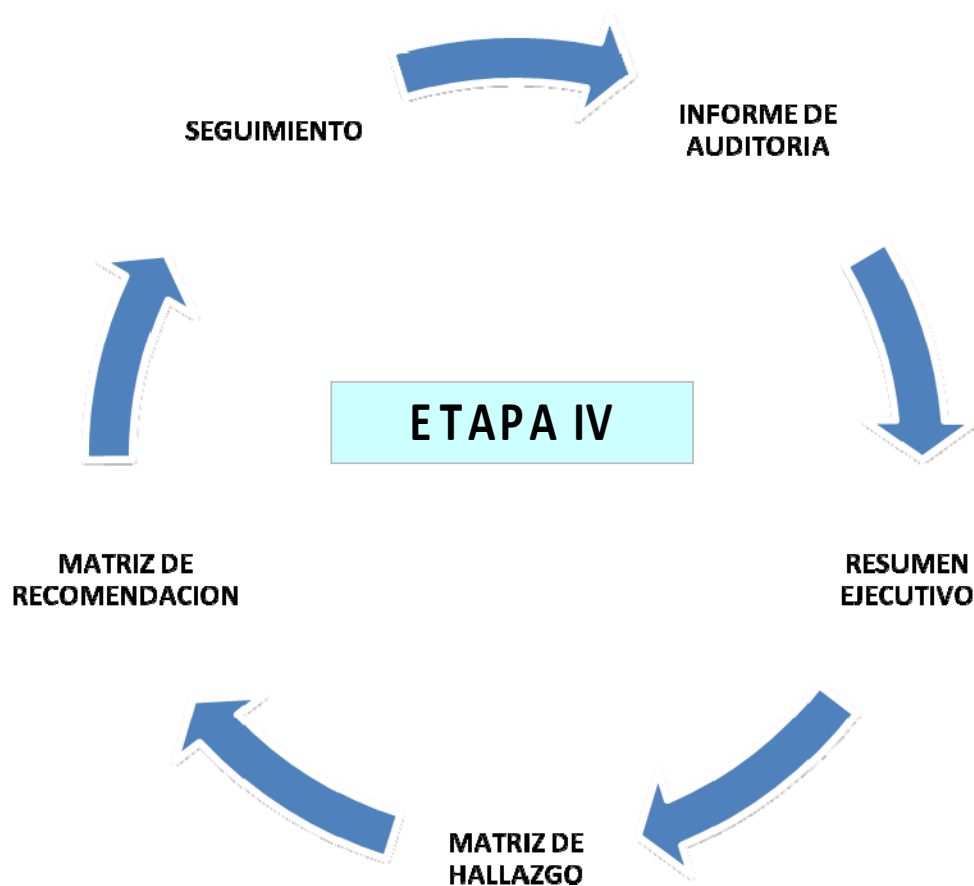 SEGUIMIENTO
INFORME DE
AUDITORIA
ETAPA IV
MATRIZ DE
RECOMENDACION
RESUMEN
EJECUTIVO
MATRIZ DE
HALLAZGO